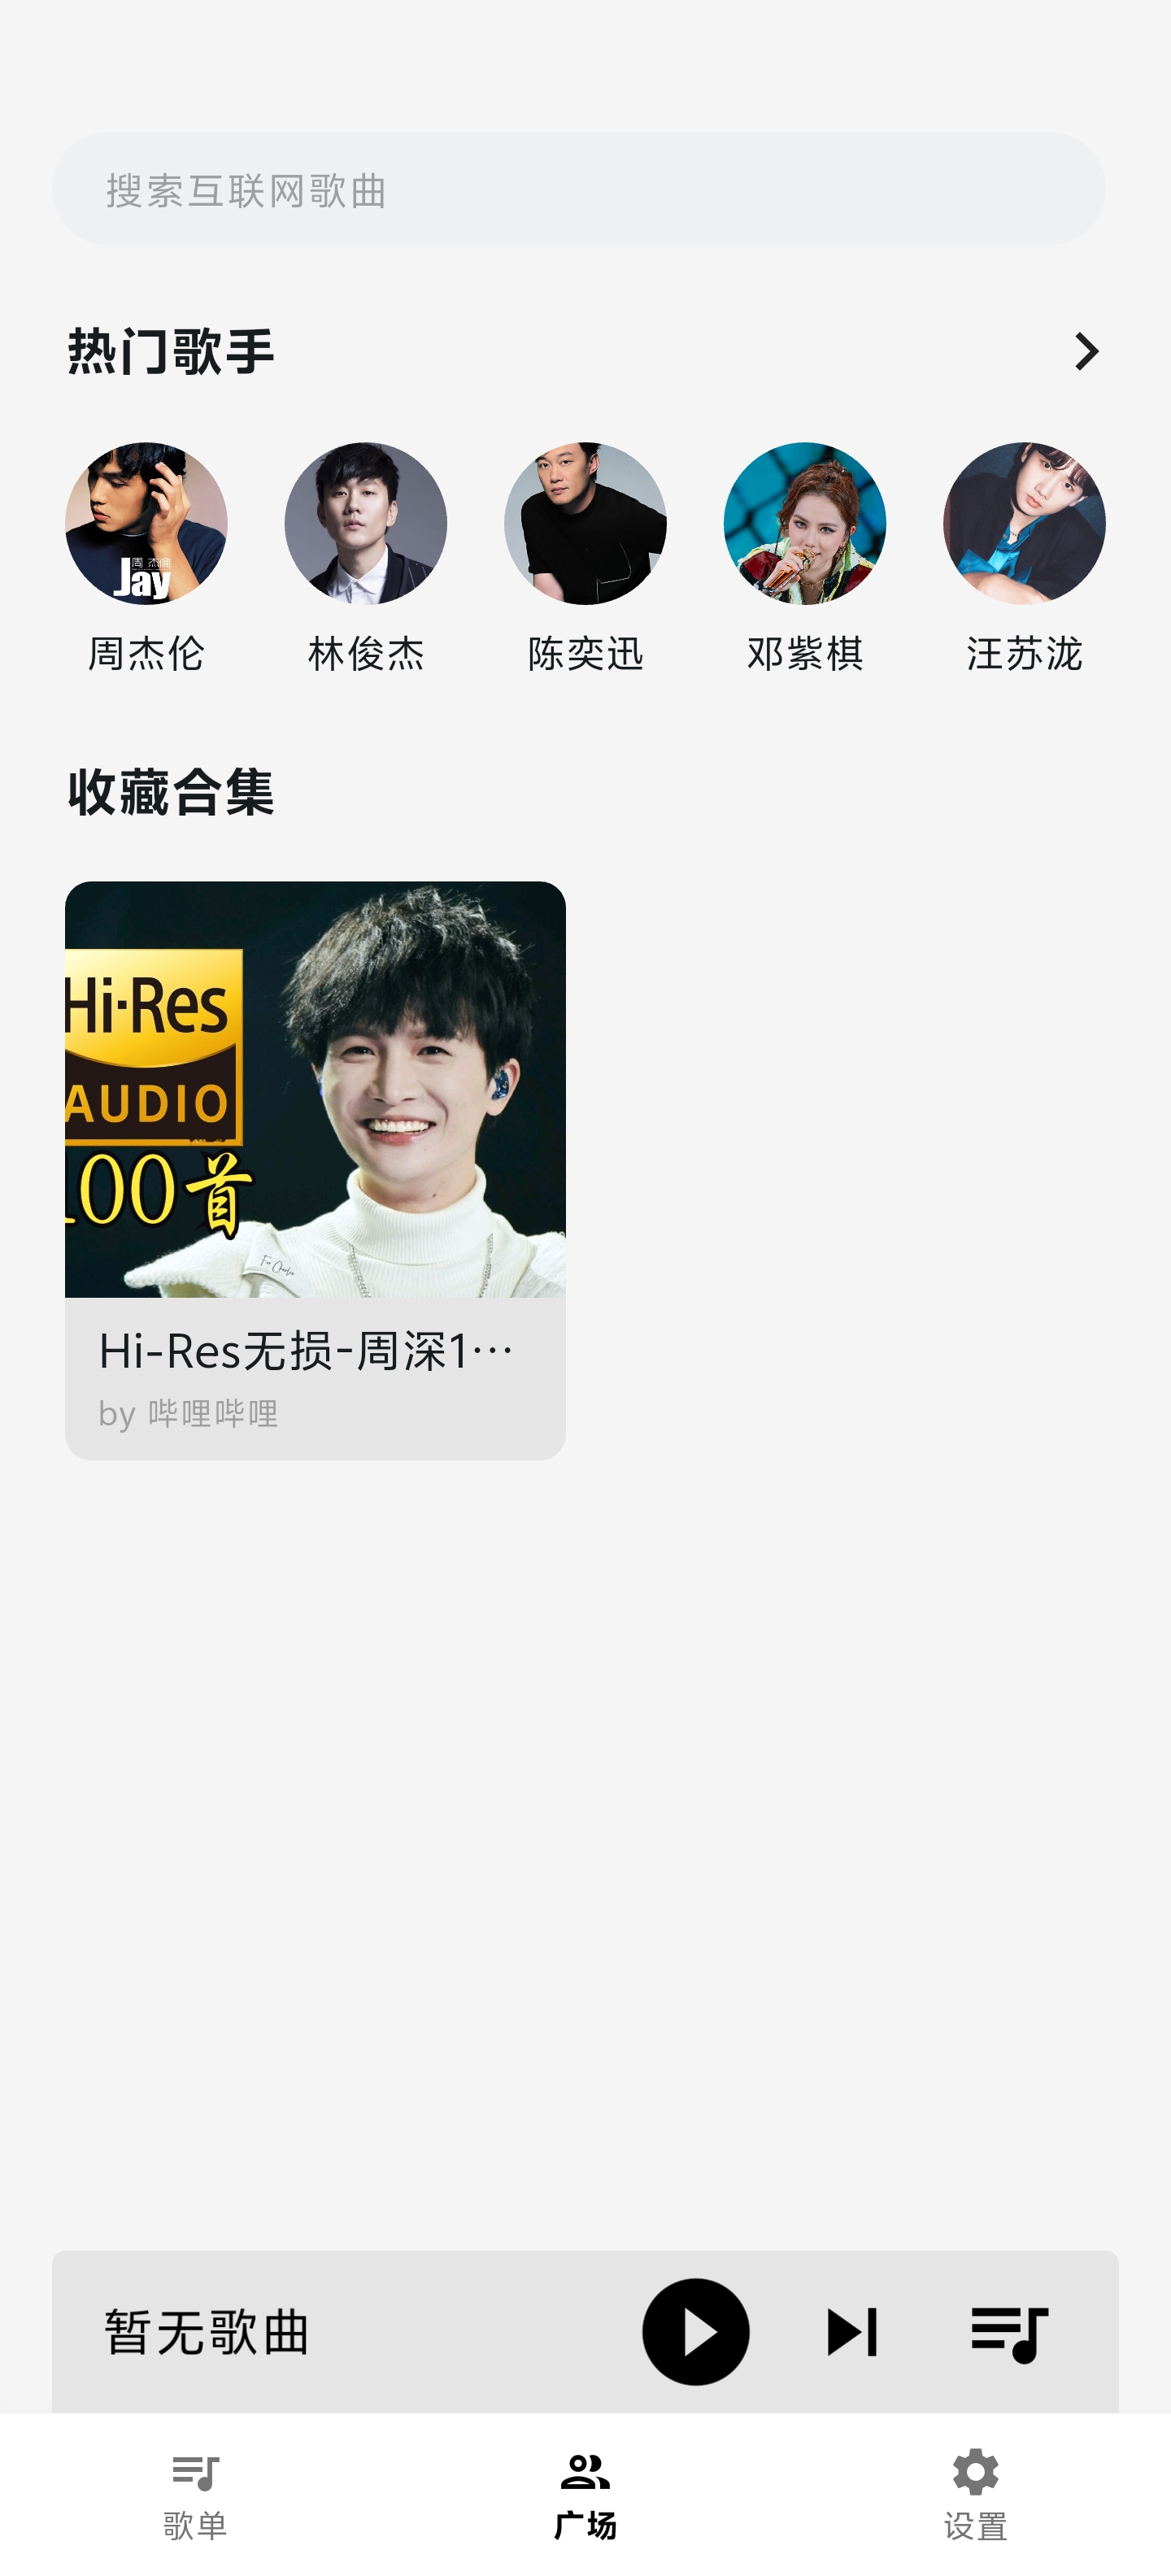 搜索互联网歌曲
热门歌手
周杰倫
Jay
周杰伦
林俊杰
陈奕迅
邓紫棋
汪苏泷
收藏合集
Hi-Res
AUDIO
100首
Hi-Res无损-周深1…
by 哔哩哔哩
暂无歌曲
歌单
广场
设置